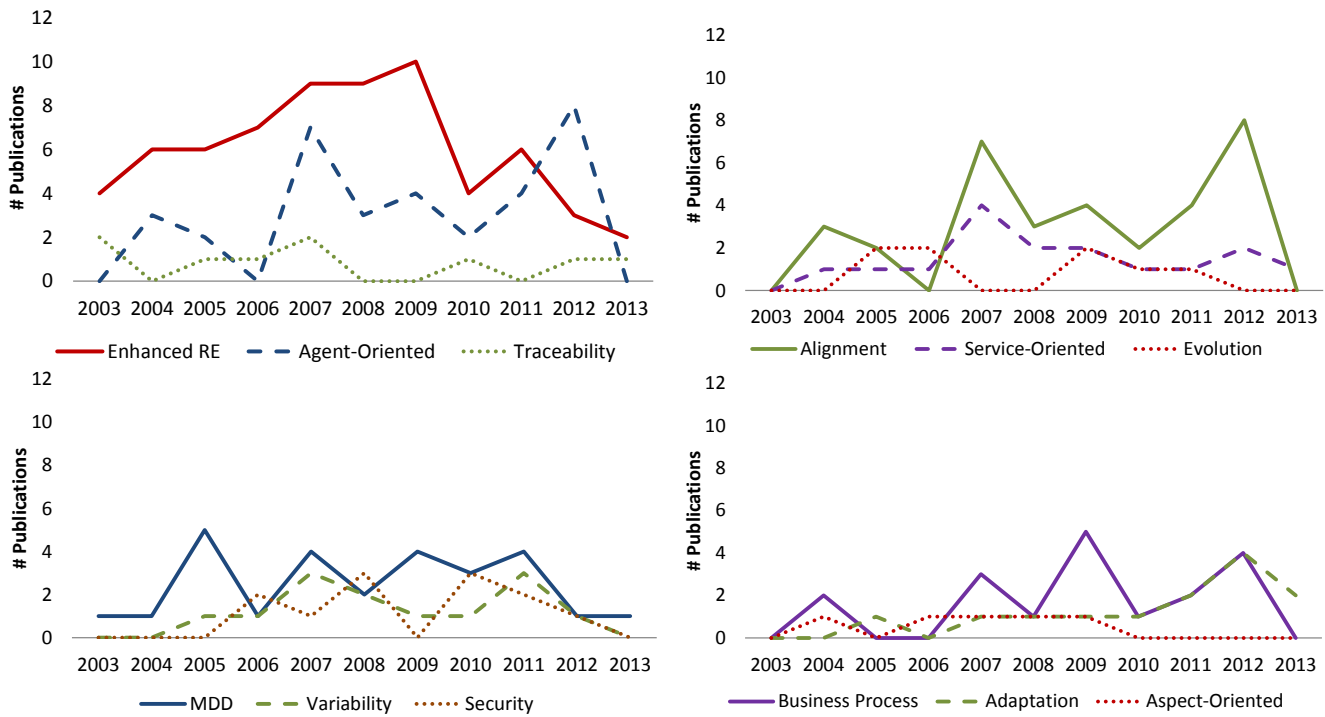 12
10
8
6
4
2
0
# Publications
2003 2004 2005 2006 2007 2008 2009 2010 2011 2012 2013
Enhanced RE Agent-Oriented Traceability
12
10
8
6
4
2
0
# Publications
2003 2004 2005 2006 2007 2008 2009 2010 2011 2012 2013
Alignment Service-Oriented Evolution
12
10
8
6
4
2
0
# Publications
2003 2004 2005 2006 2007 2008 2009 2010 2011 2012 2013
MDD Variability Security
12
10
8
6
4
2
0
# Publications
2003 2004 2005 2006 2007 2008 2009 2010 2011 2012 2013
Business Process Adaptation Aspect-Oriented